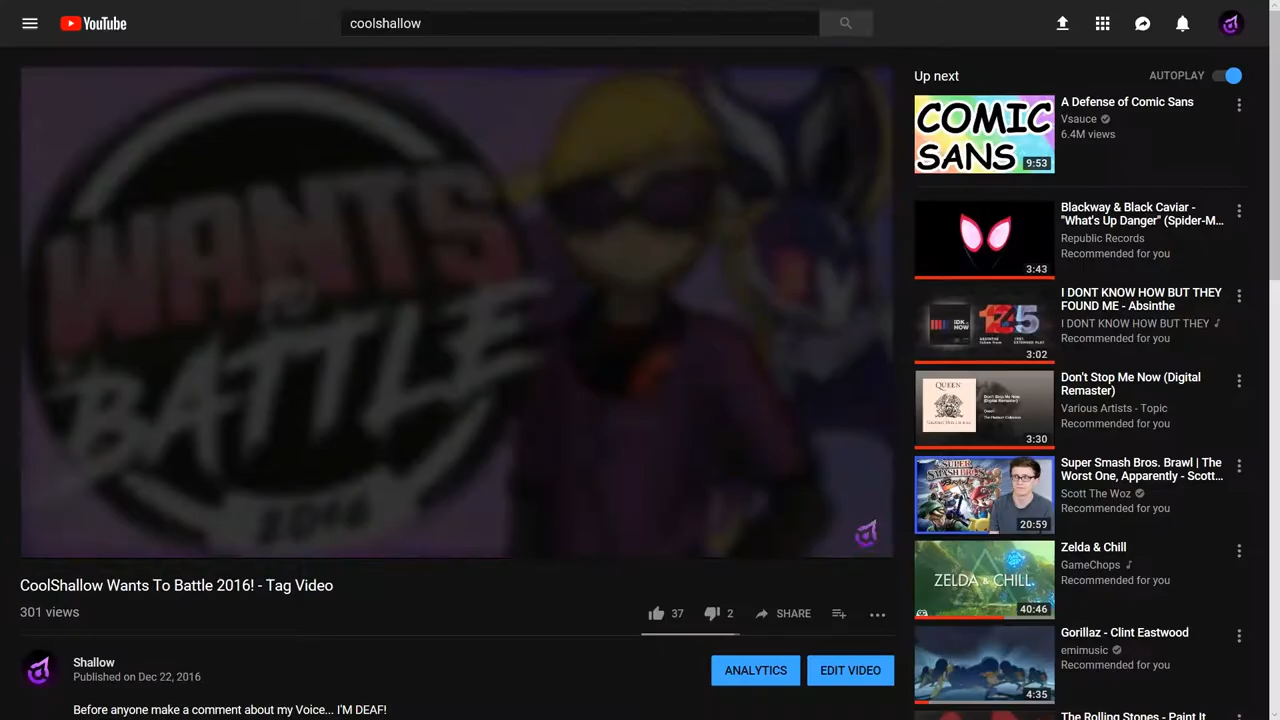 YouTube
coolshallow
WANTS
TO
BATTLE
CoolShallow Wants To Battle 2016! - Tag Video
301 views
37
2
SHARE
Shallow
Published on Dec 22, 2016
ANALYTICS
EDIT VIDEO
Before anyone make a comment about my Voice... I'M DEAF!
Up next
AUTOPLAY
COMIC
SANS
9:53
A Defense of Comic Sans
Vsauce
6.4M views
3:43
Blackway & Black Caviar -
"What's Up Danger" (Spider-M...
Republic Records
Recommended for you
3:02
I DONT KNOW HOW BUT THEY
FOUND ME - Absinthe
I DONT KNOW HOW BUT THEY
Recommended for you
QUEEN
3:30
Don't Stop Me Now (Digital
Remaster)
Various Artists - Topic
Recommended for you
SUPER
SMASH BROS.
BRAWL
20:59
Super Smash Bros. Brawl | The
Worst One, Apparently - Scott...
Scott The Woz
Recommended for you
ZELDA & CHILL
40:46
Zelda & Chill
GameChops
Recommended for you
4:35
Gorillaz - Clint Eastwood
emimusic
Recommended for you
The Rolling Stones - Paint It